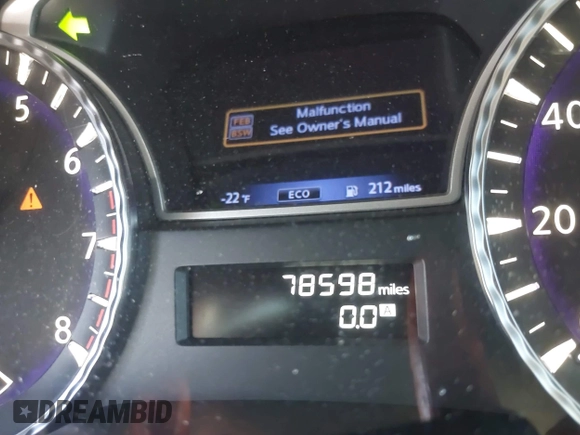 Malfunction
FEB
BSW
See Owner's Manual
-22 °F
ECO
212 miles
78598 miles
0.0 A
5
6
7
8
40
20
DREAMBID